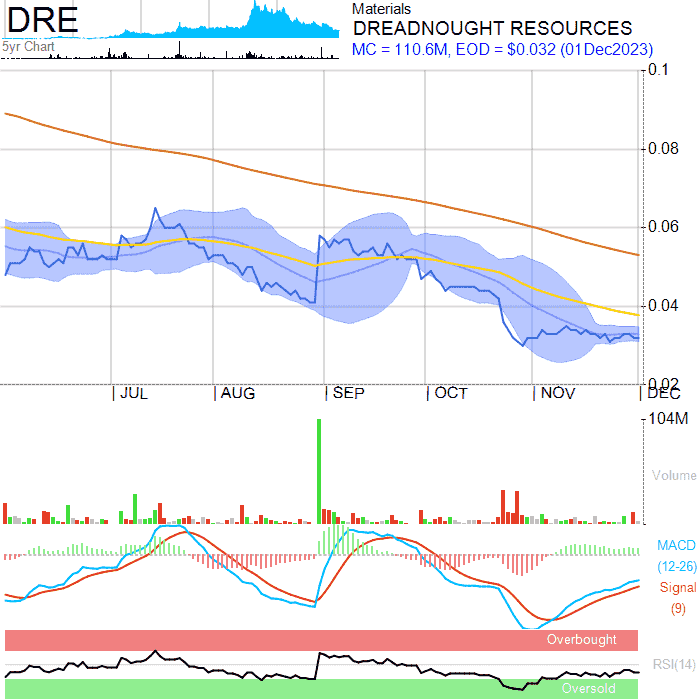 DRE
5yr Chart
Materials
DREADNOUGHT RESOURCES
MC = 110.6M, EOD = $0.032 (01Dec2023)
0.1
0.08
0.06
0.04
0.02
JUL AUG SEP OCT NOV DEC
104M
Volume
MACD
(12-26)
Signal
(9)
Overbought
RSI(14)
Oversold